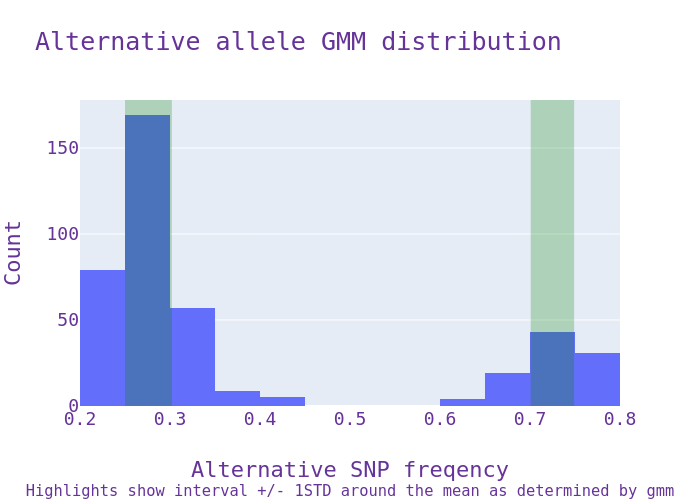 Alternative allele GMM distribution
150
100
50
0
Count
0.2 0.3 0.4 0.5 0.6 0.7 0.8
Alternative SNP freqency
Highlights show interval +/- 1STD around the mean as determined by gmm